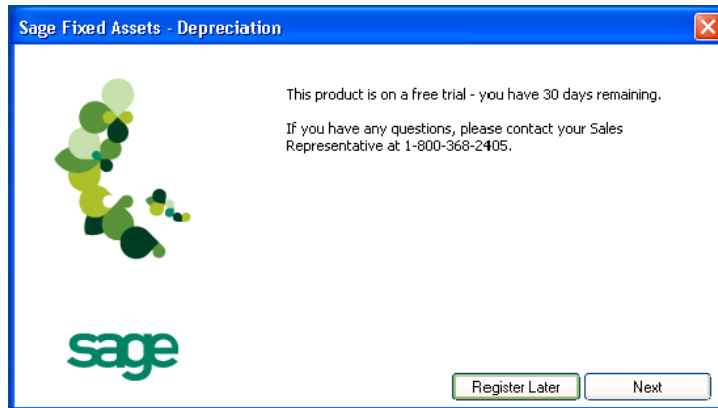 Sage Fixed Assets - Depreciation
This product is on a free trial - you have 30 days remaining.
If you have any questions, please contact your Sales
Representative at 1-800-368-2405.
sage
Register Later
Next